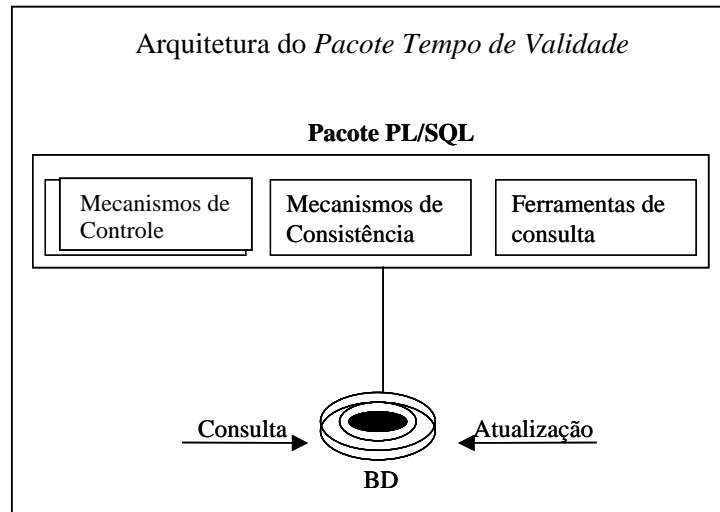 Arquitetura do Pacote Tempo de Validade
Pacote PL/SQL
Mecanismos de
Controle
Mecanismos de
Consistência
Ferramentas de
consulta
Consulta
Atualização
BD